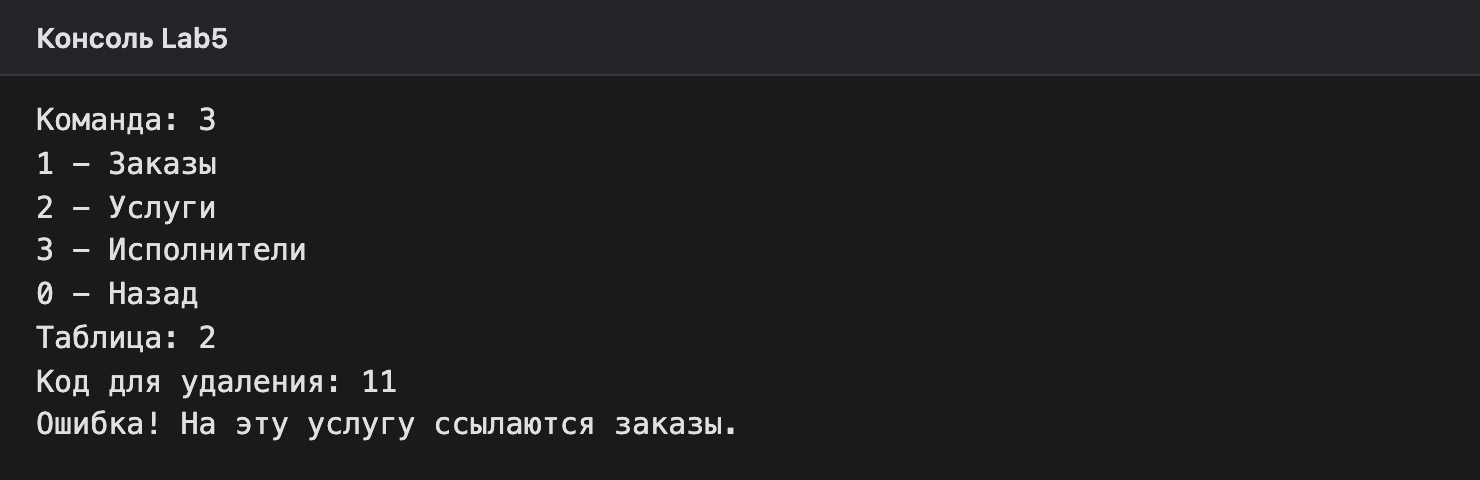 Консоль Lab5
Команда: 3
1 – Заказы
2 – Услуги
3 – Исполнители
0 – Назад
Таблица: 2
Код для удаления: 11
Ошибка! На эту услугу ссылаются заказы.